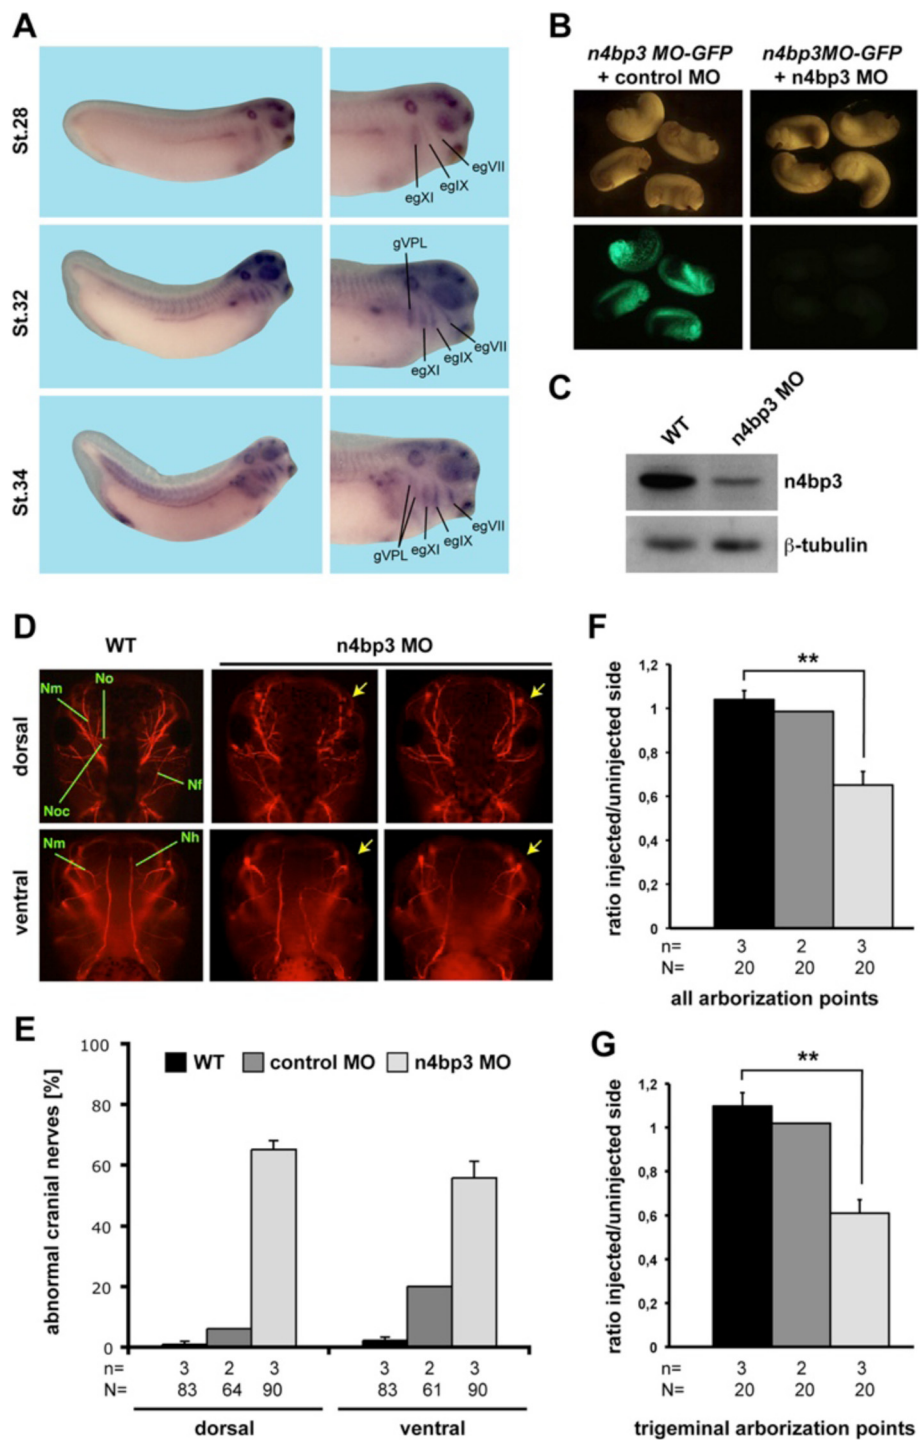 A
St.28
egVII
egIX
egXI
St.32
gVPL
egVII
egIX
egXI
St.34
egVII
egIX
egXI
gVPL
B
n4bp3 MO-GFP
+ control MO
n4bp3MO-GFP
+ n4bp3 MO
C
WT
n4bp3 MO
n4bp3
β-tubulin
D
WT
n4bp3 MO
dorsal
Nm
No
Noc
Nf
ventral
Nm
Nh
E
abnormal cranial nerves [%]
100
80
60
40
20
0
WT
control MO
n4bp3 MO
n= 3 2 3 3 2 3
N= 83 64 90 83 61 90
dorsal
ventral
F
ratio injected/uninjected side
1,2
1
0,8
0,6
0,4
0,2
0
**
n= 3 2 3
N= 20 20 20
all arborization points
G
ratio injected/uninjected side
1,2
1
0,8
0,6
0,4
0,2
0
**
n= 3 2 3
N= 20 20 20
trigeminal arborization points